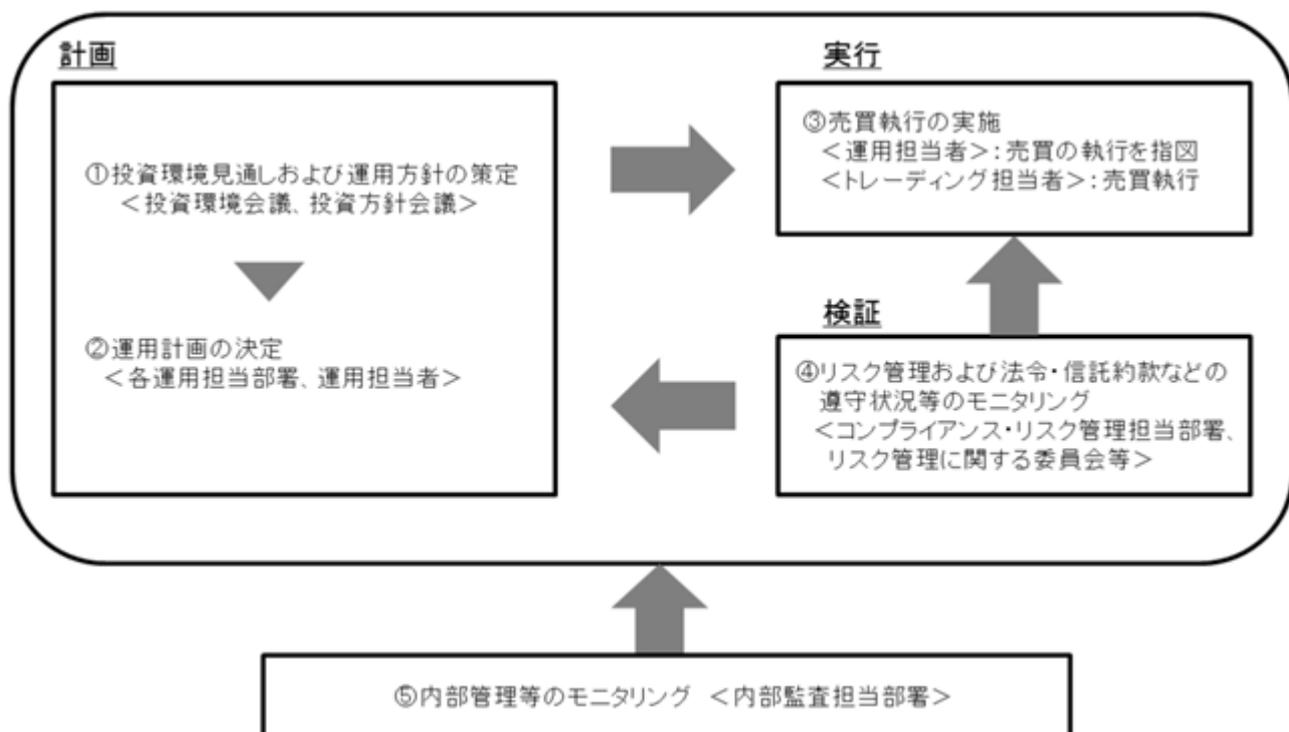 計画
①投資環境見通しおよび運用方針の策定
＜投資環境会議、投資方針会議＞
②運用計画の決定
＜各運用担当部署、運用担当者＞
実行
③売買執行の実施
＜運用担当者＞：売買の執行を指図
＜トレーディング担当者＞：売買執行
検証
④リスク管理および法令・信託約款などの
遵守状況等のモニタリング
＜コンプライアンス・リスク管理担当部署、
リスク管理に関する委員会等＞
⑤内部管理等のモニタリング ＜内部監査担当部署＞